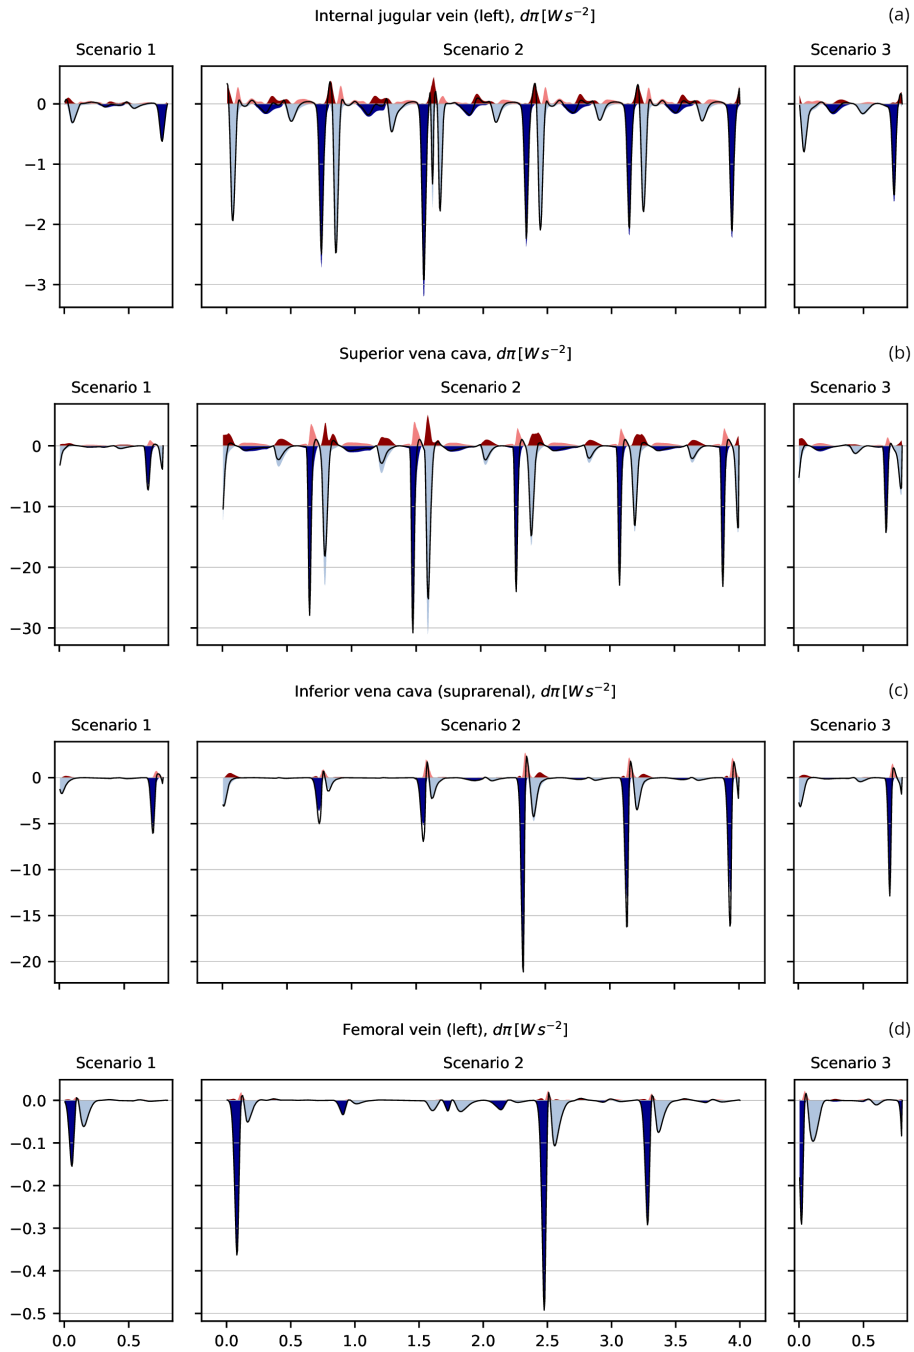 Internal jugular vein (left), dπ [W s⁻²]
(a)
Scenario 1
Scenario 2
Scenario 3
0
−1
−2
−3
Superior vena cava, dπ [W s⁻²]
(b)
Scenario 1
Scenario 2
Scenario 3
0
−10
−20
−30
Inferior vena cava (suprarenal), dπ [W s⁻²]
(c)
Scenario 1
Scenario 2
Scenario 3
0
−5
−10
−15
−20
Femoral vein (left), dπ [W s⁻²]
(d)
Scenario 1
Scenario 2
Scenario 3
0.0
−0.1
−0.2
−0.3
−0.4
−0.5
0.0 0.5 0.0 0.5 1.0 1.5 2.0 2.5 3.0 3.5 4.0 0.0 0.5